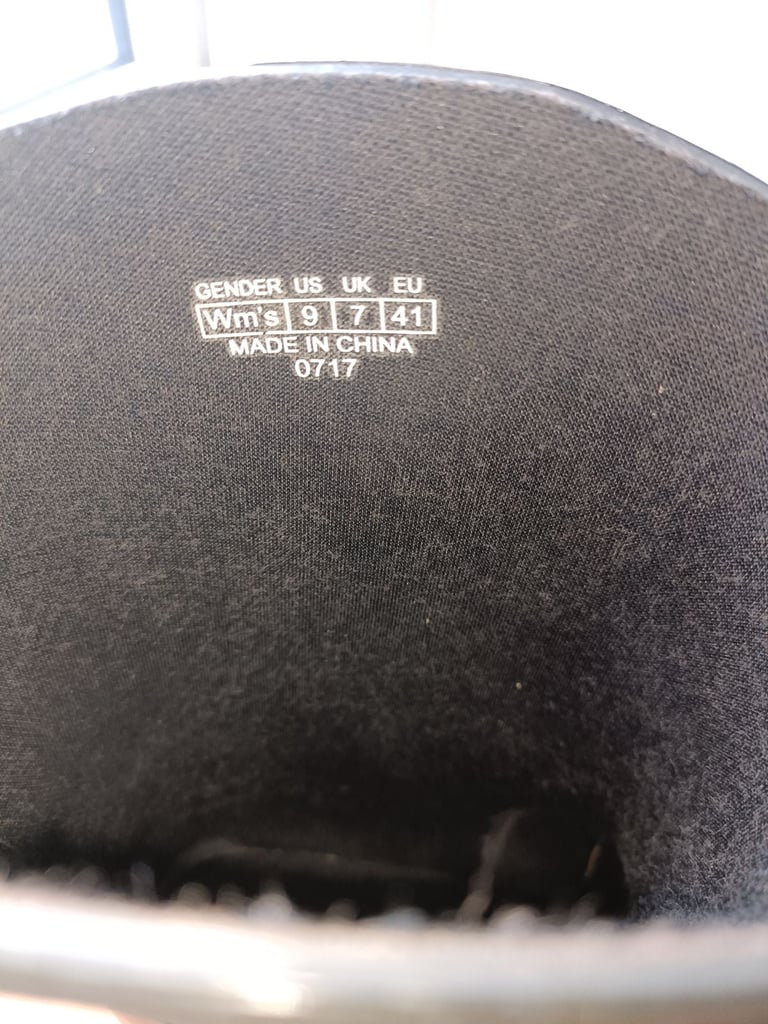 GENDER US UK EU
Wm's 9 7 41
MADE IN CHINA
0717